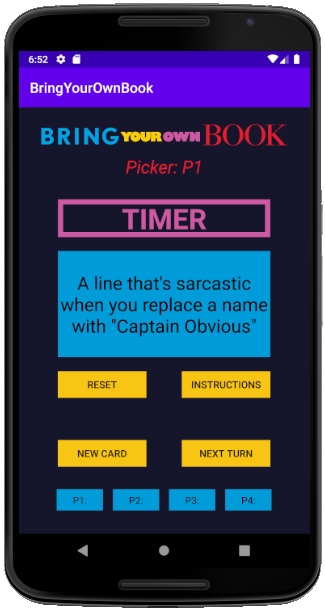 6:52
BringYourOwnBook
BRING YOUR OWN BOOK
Picker: P1
TIMER
A line that's sarcastic
when you replace a name
with "Captain Obvious"
RESET INSTRUCTIONS
NEW CARD NEXT TURN
P1: P2: P3: P4: